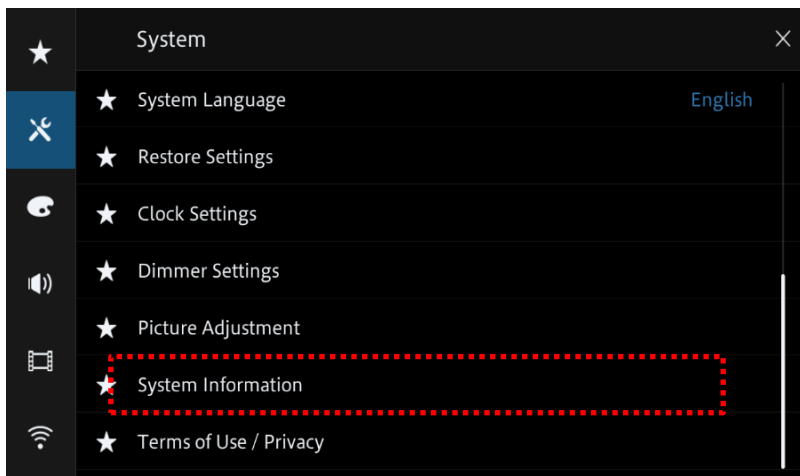 System
System Language English
Restore Settings
Clock Settings
Dimmer Settings
Picture Adjustment
System Information
Terms of Use / Privacy